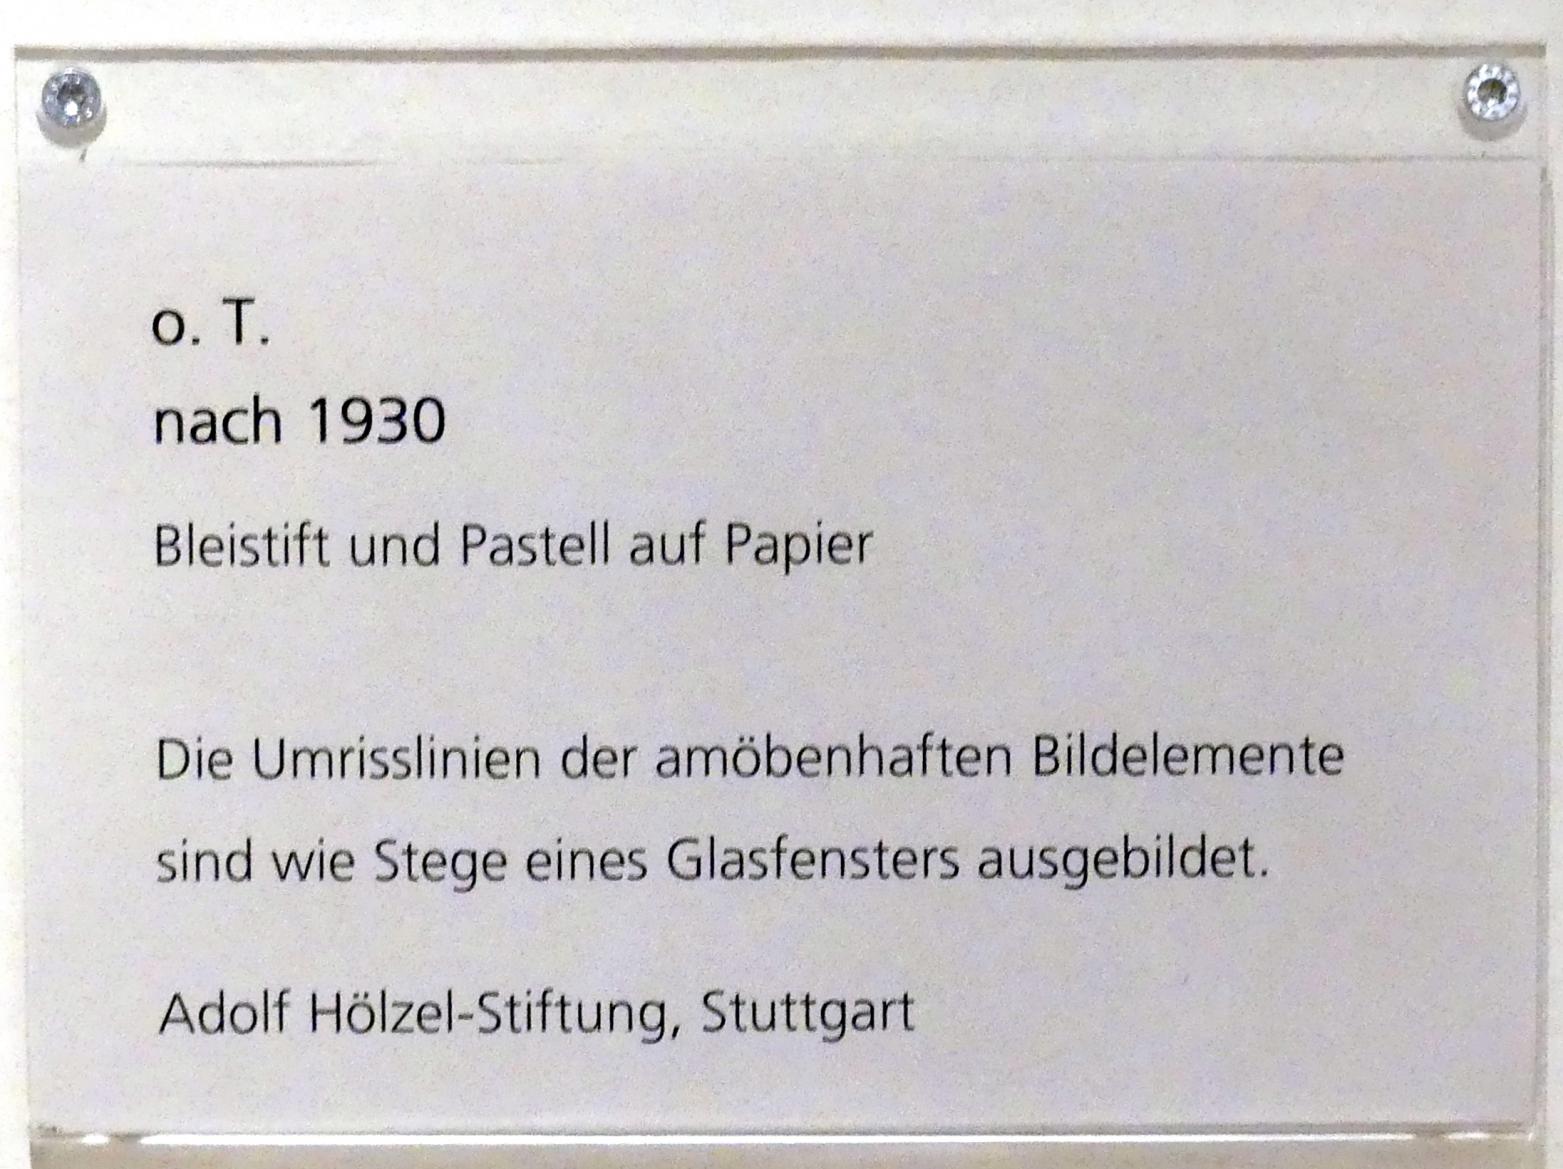 o. T.
nach 1930
Bleistift und Pastell auf Papier
Die Umrisslinien der amöbenhaften Bildelemente
sind wie Stege eines Glasfensters ausgebildet.
Adolf Hölzel-Stiftung, Stuttgart